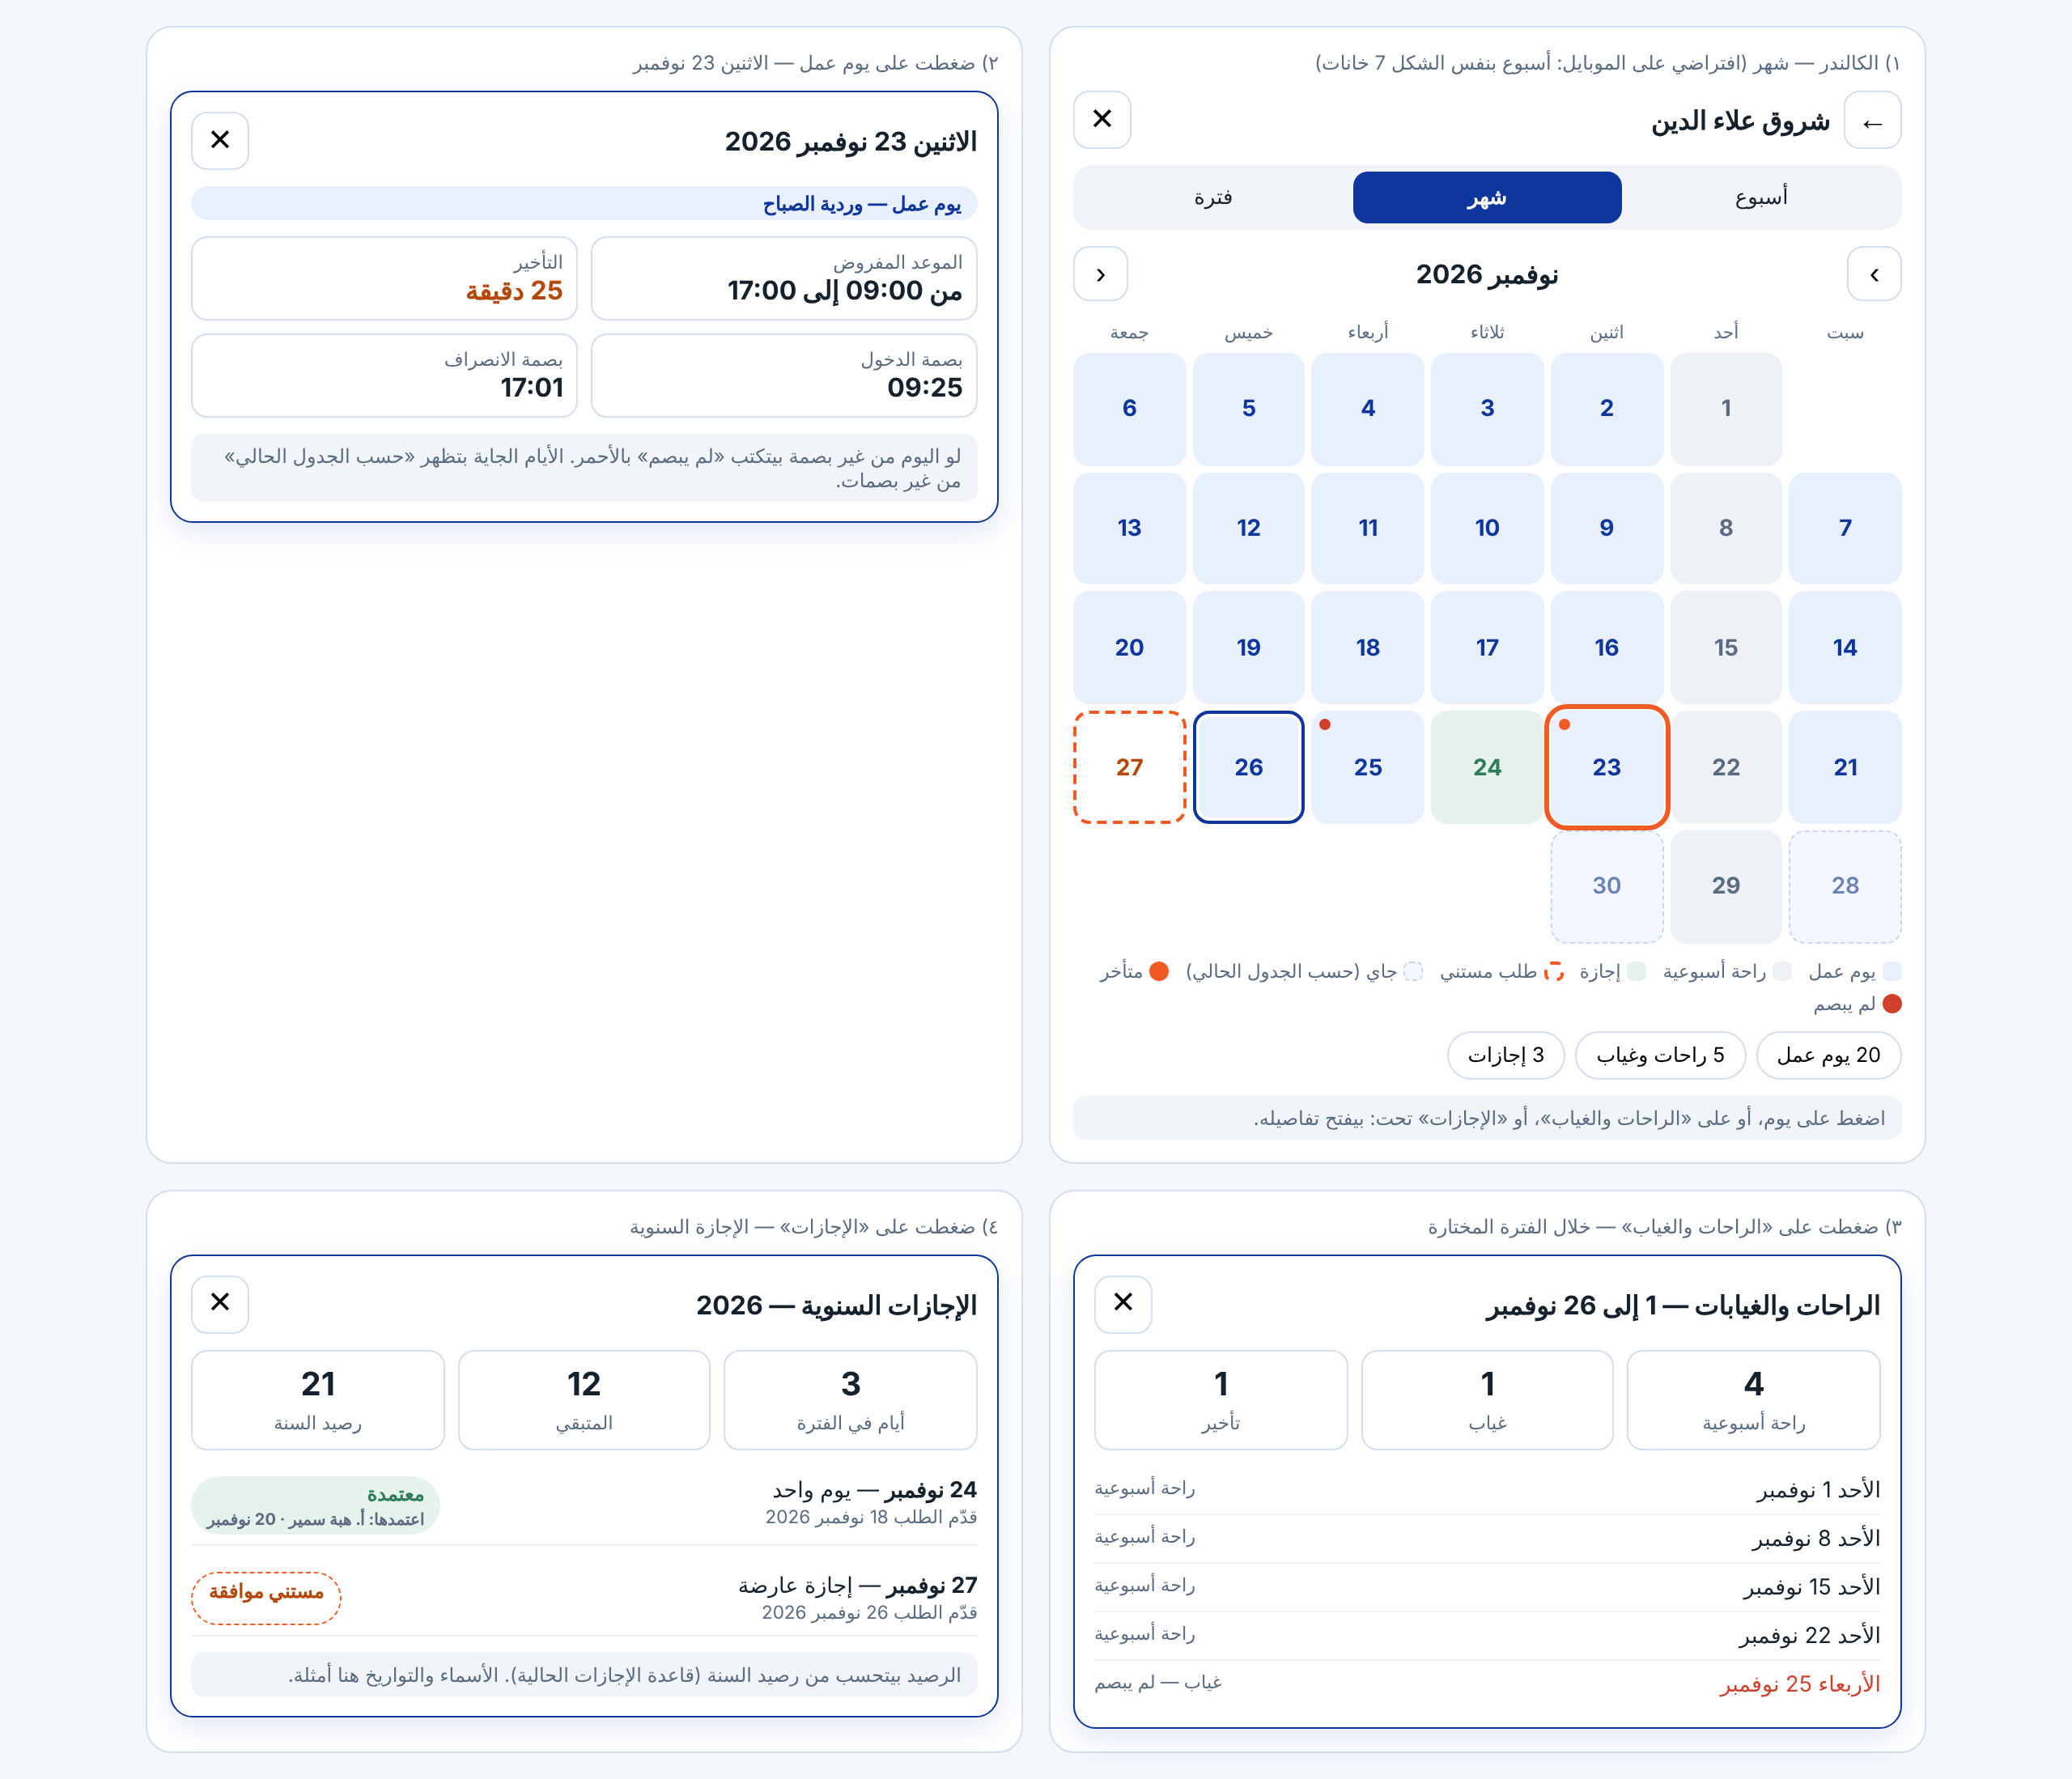 ١) الكالندر — شهر (افتراضي على الموبايل: أسبوع بنفس الشكل 7 خانات)
← شروق علاء الدين ✕
أسبوع شهر فترة
نوفمبر 2026
سبت أحد اثنين ثلاثاء أربعاء خميس جمعة
1 2 3 4 5 6
7 8 9 10 11 12 13
14 15 16 17 18 19 20
21 22 23 24 25 26 27
28 29 30
يوم عمل راحة أسبوعية إجازة طلب مستني جاي (حسب الجدول الحالي) متأخر
لم يبصم
20 يوم عمل 5 راحات وغياب 3 إجازات
اضغط على يوم، أو على «الراحات والغياب»، أو «الإجازات» تحت: بيفتح تفاصيله.
٢) ضغطت على يوم عمل — الاثنين 23 نوفمبر
الاثنين 23 نوفمبر 2026 ✕
يوم عمل — وردية الصباح
الموعد المفروض
من 09:00 إلى 17:00
التأخير
25 دقيقة
بصمة الدخول
09:25
بصمة الانصراف
17:01
لو اليوم من غير بصمة بيتكتب «لم يبصم» بالأحمر. الأيام الجاية بتظهر «حسب الجدول الحالي»
من غير بصمات.
٣) ضغطت على «الراحات والغياب» — خلال الفترة المختارة
الراحات والغيابات — 1 إلى 26 نوفمبر ✕
4 1 1
راحة أسبوعية غياب تأخير
الأحد 1 نوفمبر راحة أسبوعية
الأحد 8 نوفمبر راحة أسبوعية
الأحد 15 نوفمبر راحة أسبوعية
الأحد 22 نوفمبر راحة أسبوعية
الأربعاء 25 نوفمبر غياب — لم يبصم
٤) ضغطت على «الإجازات» — الإجازة السنوية
الإجازات السنوية — 2026 ✕
3 12 21
أيام في الفترة المتبقي رصيد السنة
24 نوفمبر — يوم واحد
قدّم الطلب 18 نوفمبر 2026
معتمدة
اعتمدها: أ. هبة سمير · 20 نوفمبر
27 نوفمبر — إجازة عارضة
قدّم الطلب 26 نوفمبر 2026
مستني موافقة
الرصيد بيتحسب من رصيد السنة (قاعدة الإجازات الحالية). الأسماء والتواريخ هنا أمثلة.